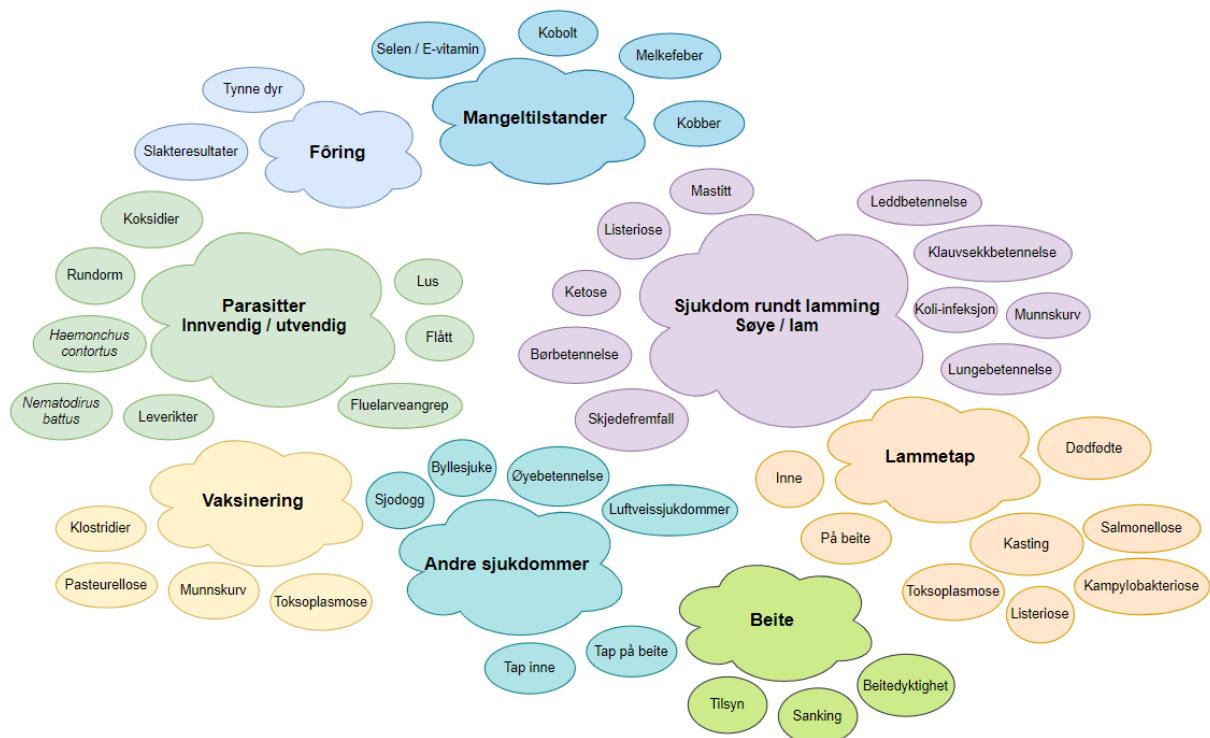 Selen / E-vitamin
Kobolt
Melkefeber
Kobber
Mangeltilstander
Tynne dyr
Slakteresultater
Fôring
Koksidier
Rundorm
Haemonchus
contortus
Nematodirus
battus
Leverikter
Parasitter
Innvendig / utvendig
Lus
Flått
Fluelarveangrep
Mastitt
Listeriose
Ketose
Børbetennelse
Skjedefremfall
Sjukdom rundt lamming
Søye / lam
Leddbetennelse
Klauvsekkbetennelse
Koli-infeksjon
Munnskurv
Lungebetennelse
Vaksinering
Klostridier
Pasteurellose
Munnskurv
Toksoplasmose
Sjodogg
Byllesjuke
Øyebetennelse
Luftveissjukdommer
Andre sjukdommer
Tap inne
Tap på beite
Lammetap
Inne
På beite
Dødfødte
Kasting
Salmonellose
Toksoplasmose
Listeriose
Kampylobakteriose
Beite
Tilsyn
Sanking
Beitedyktighet